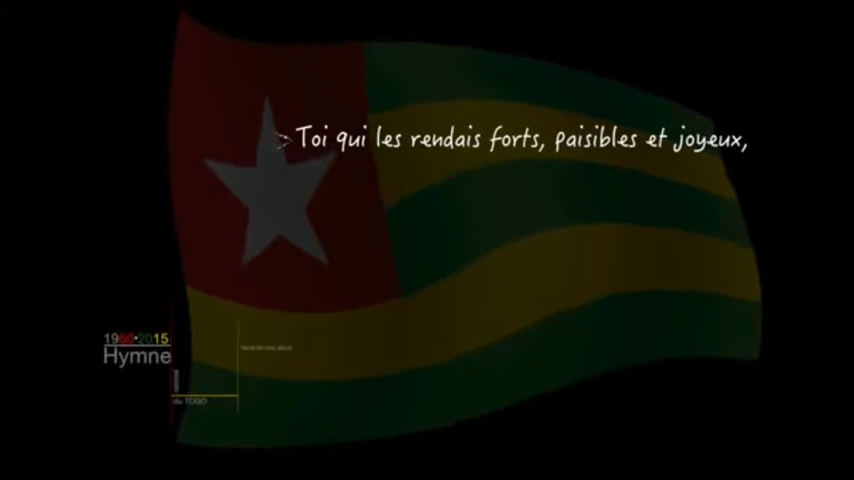 Toi qui les rendais forts, paisibles et joyeux,
1960•2015
Hymne
du TOGO